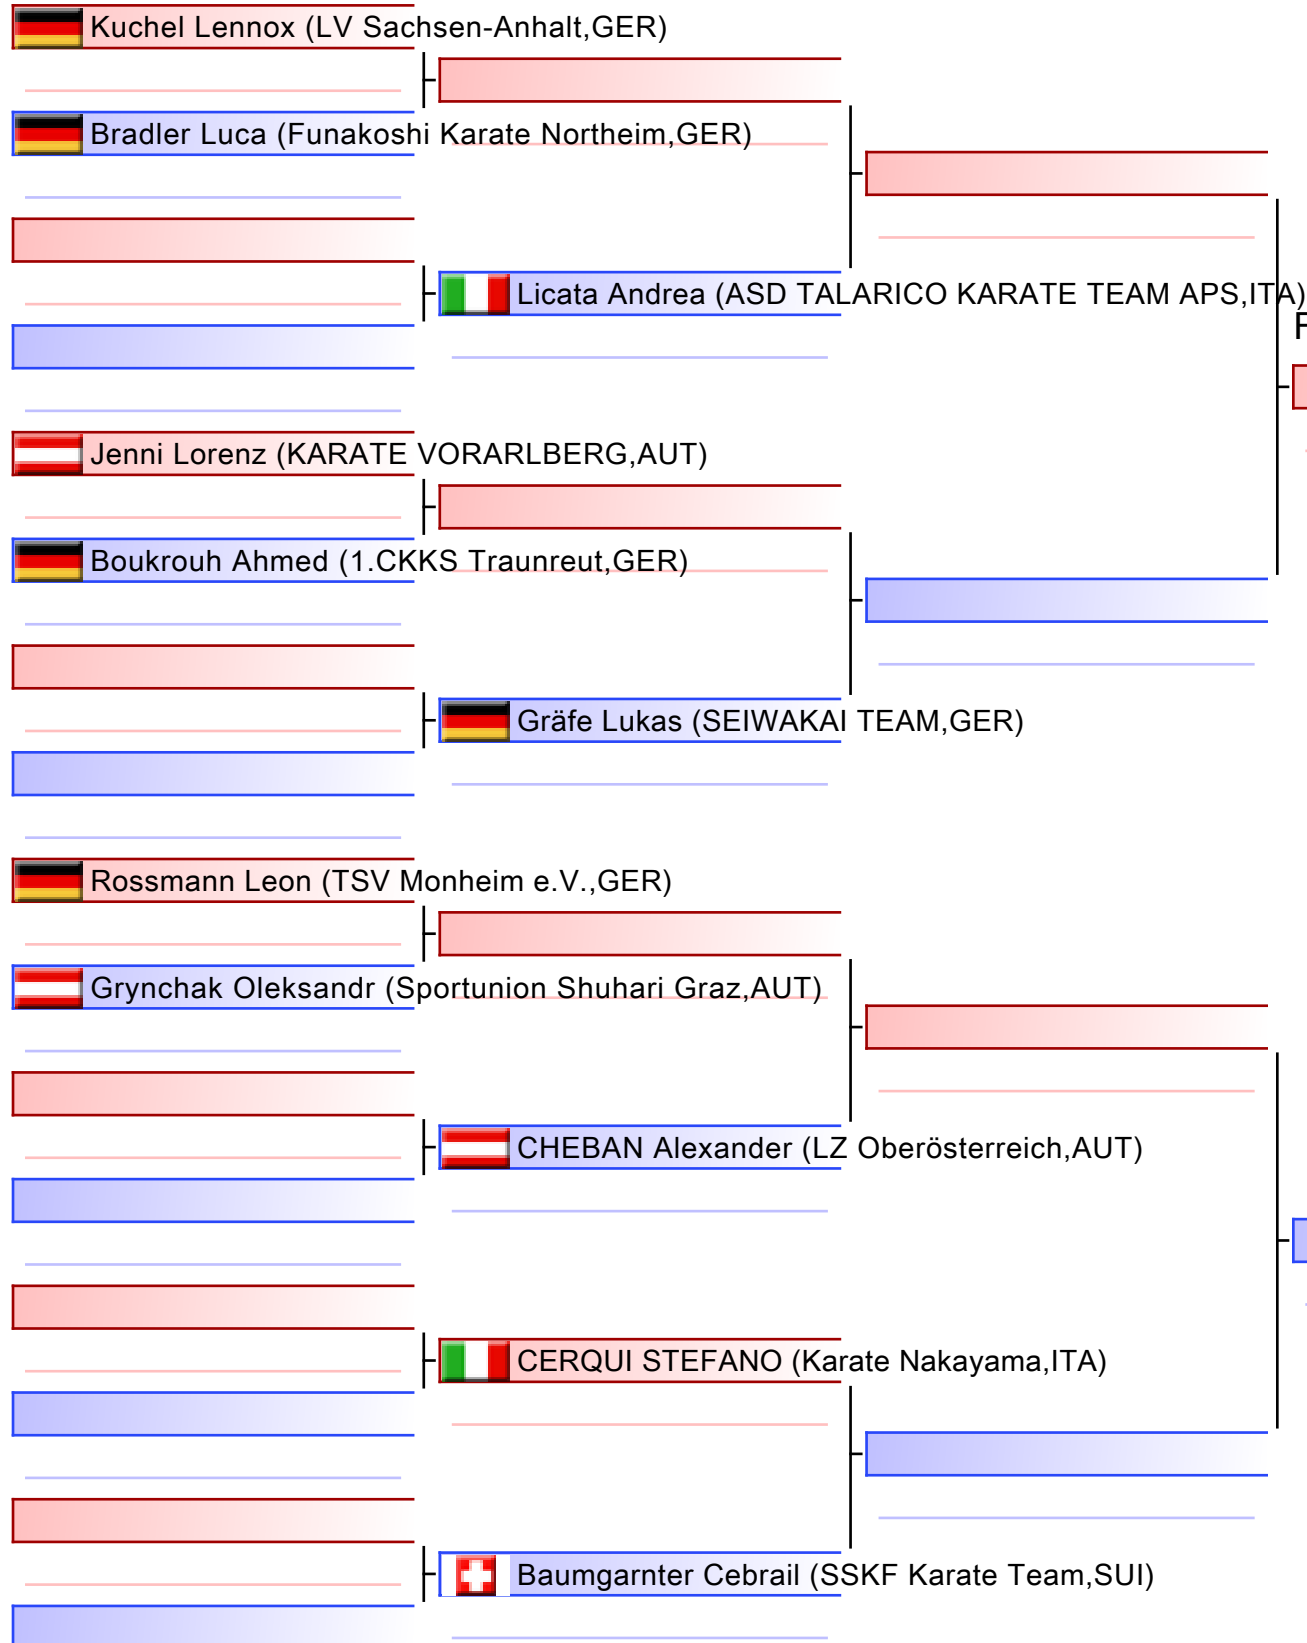 Kuchel Lennox (LV Sachsen-Anhalt,GER)
Bradler Luca (Funakoshi Karate Northeim,GER)
Licata Andrea (ASD TALARICO KARATE TEAM APS,ITA)
F
Jenni Lorenz (KARATE VORARLBERG,AUT)
Boukrouh Ahmed (1.CKKS Traunreut,GER)
Gräfe Lukas (SEIWAKAI TEAM,GER)
Rossmann Leon (TSV Monheim e.V.,GER)
Grynchak Oleksandr (Sportunion Shuhari Graz,AUT)
CHEBAN Alexander (LZ Oberösterreich,AUT)
CERQUI STEFANO (Karate Nakayama,ITA)
Baumgarnter Cebrail (SSKF Karate Team,SUI)